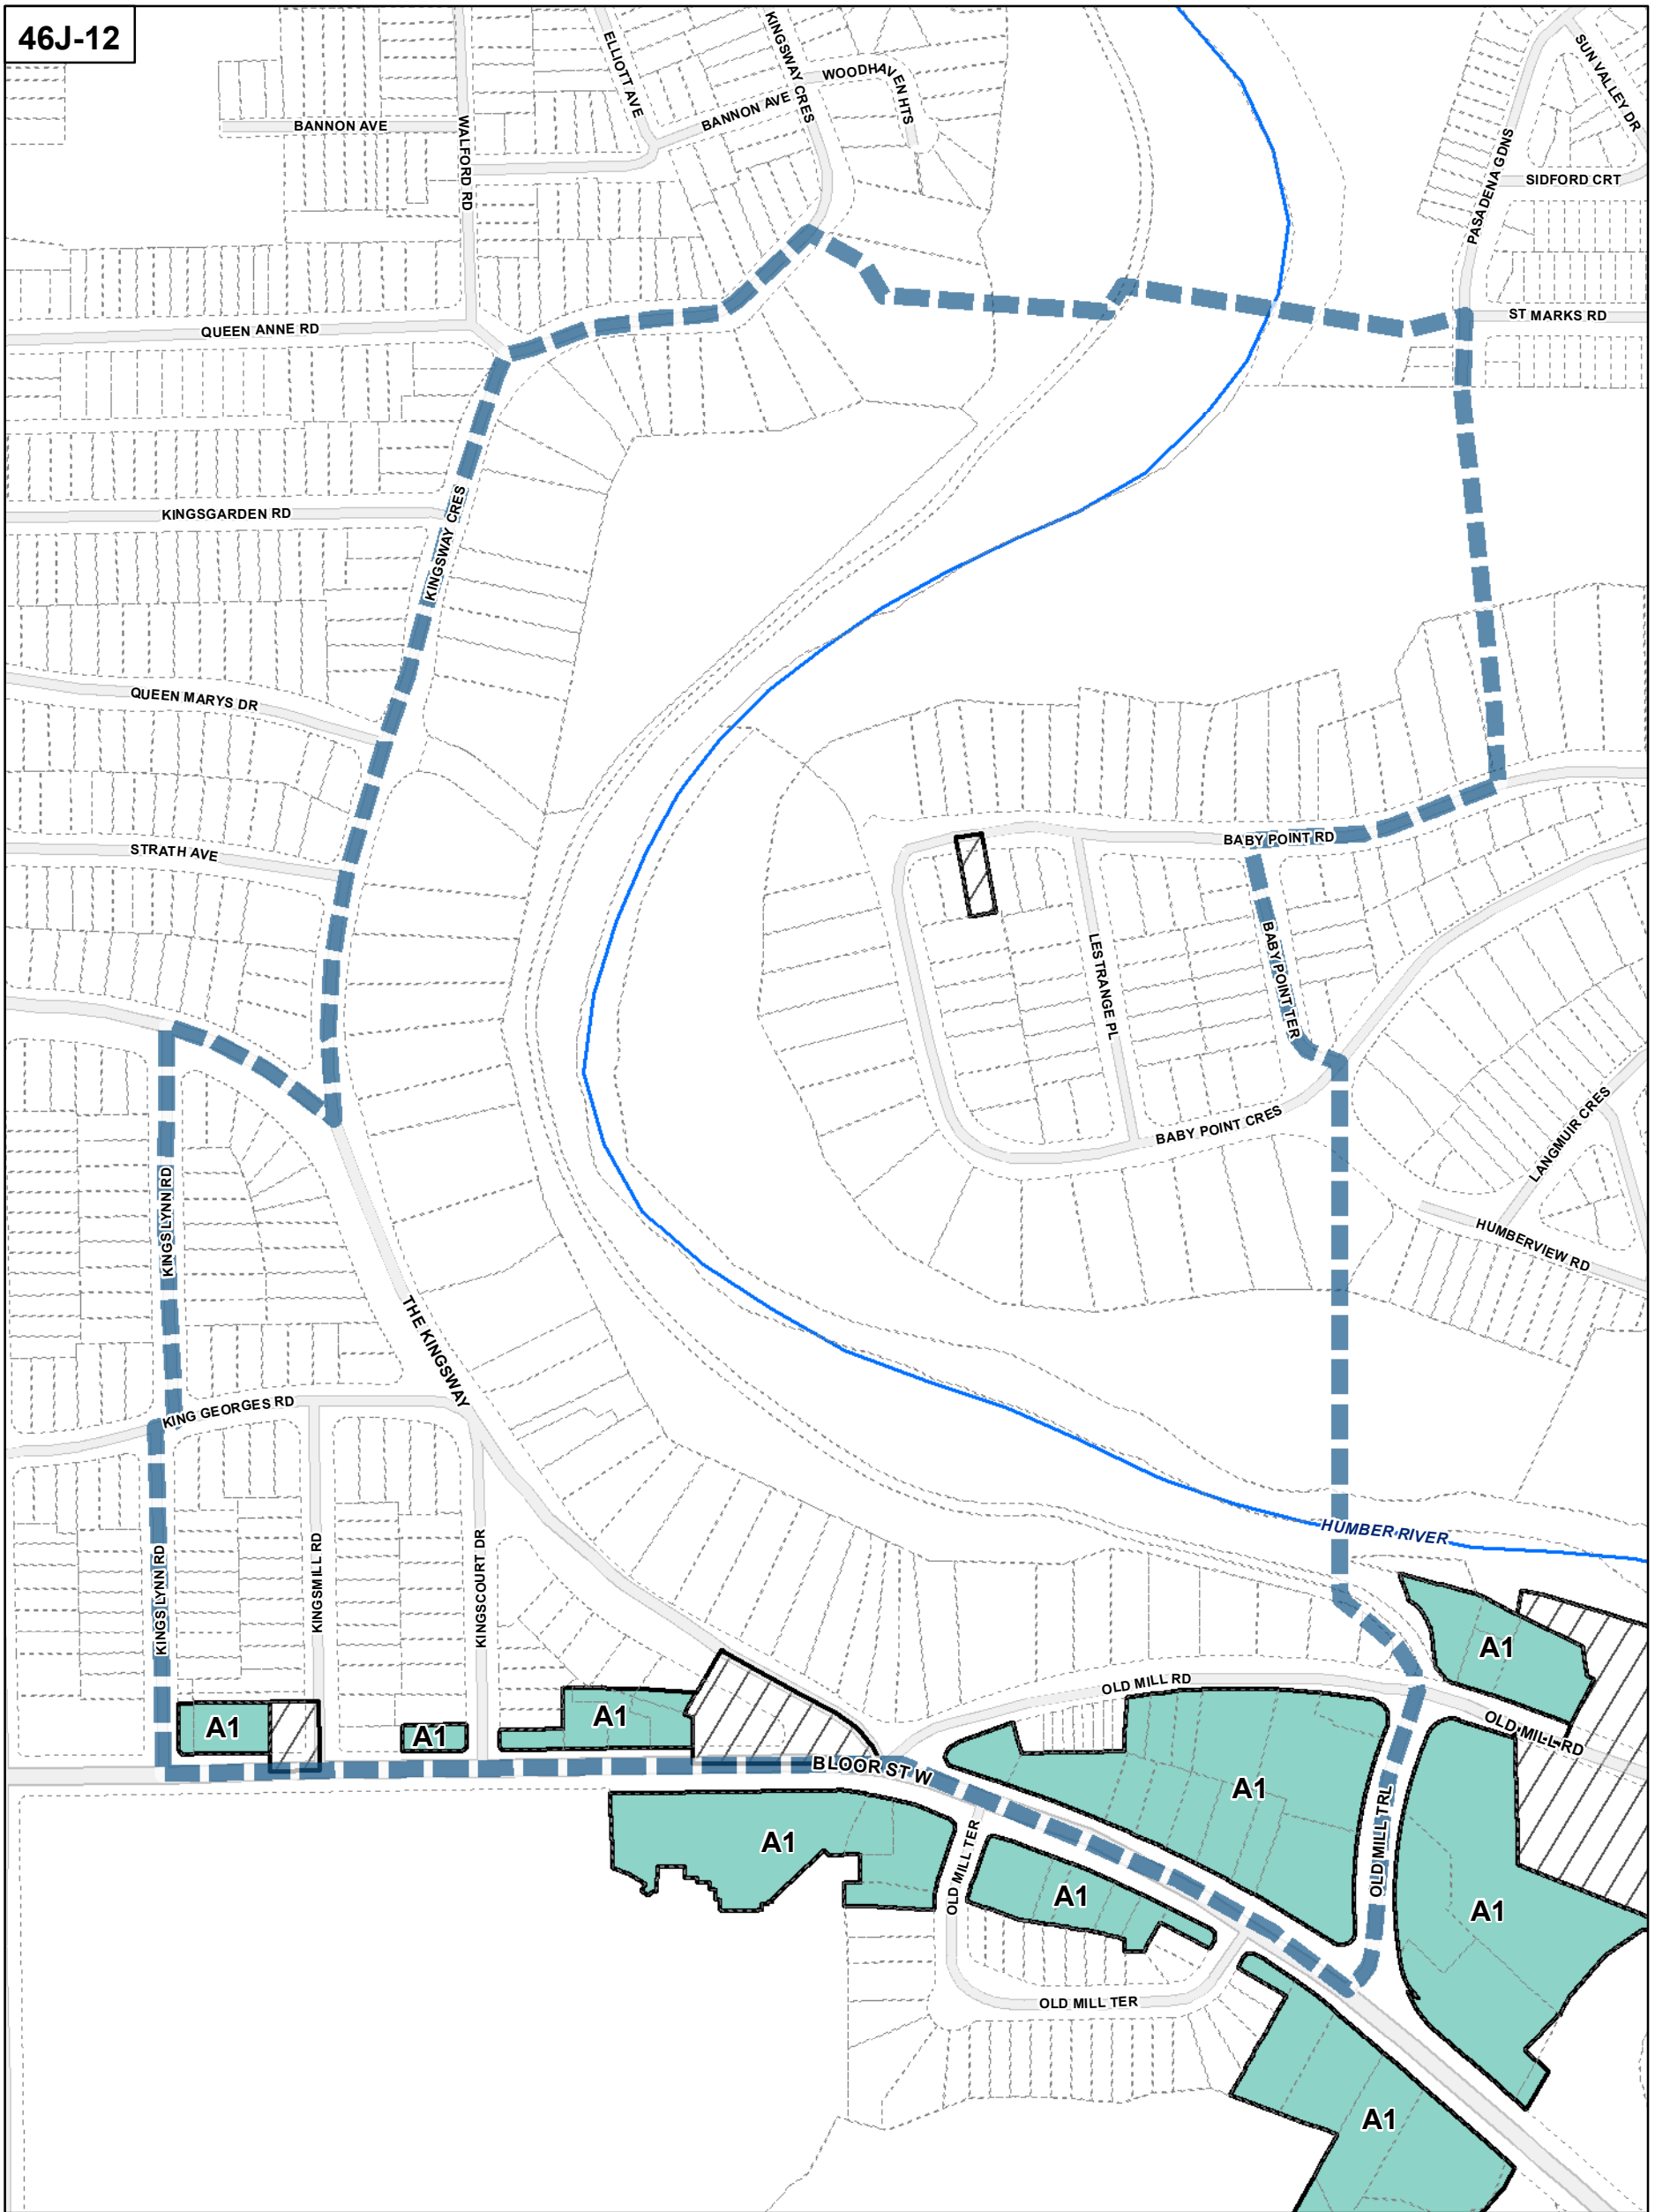 46J-12
ELLIOTT AVE
KINGSWAY CRES
WOODHAVEN HTS
SUN VALLEY DR
BANNON AVE
BANNON AVE
WALFORD RD
PASADENA GDNS
SIDFORD CRT
QUEEN ANNE RD
ST MARKS RD
KINGSGARDEN RD
KINGSWAY CRES
QUEEN MARYS DR
STRATH AVE
BABY POINT RD
LESTRANGE PL
BABY POINT TER
BABY POINT CRES
LANGMUIR CRES
KINGS LYNN RD
HUMBERVIEW RD
THE KINGSWAY
KING GEORGES RD
HUMBER RIVER
KINGS LYNN RD
KINGSMILL RD
KINGSCOURT DR
A1
OLD MILL RD
A1
A1
A1
OLD MILL RD
BLOOR ST W
A1
A1
OLD MILL TER
OLD MILL TRL
A1
A1
OLD MILL TER
A1